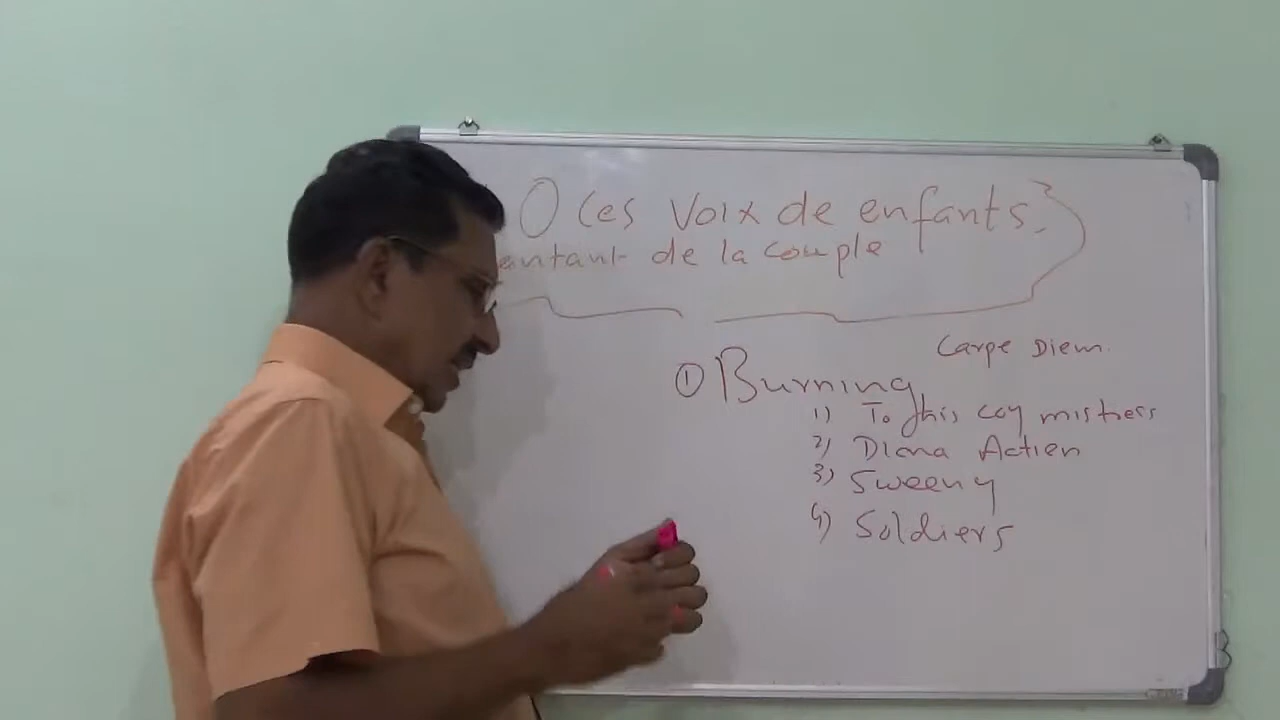 O Ces Voix de enfants,
antant de la couple
Carpe Diem.
① Burning
1) To his coy mistress
2) Diana Actien
3) Sweeny
4) Soldiers